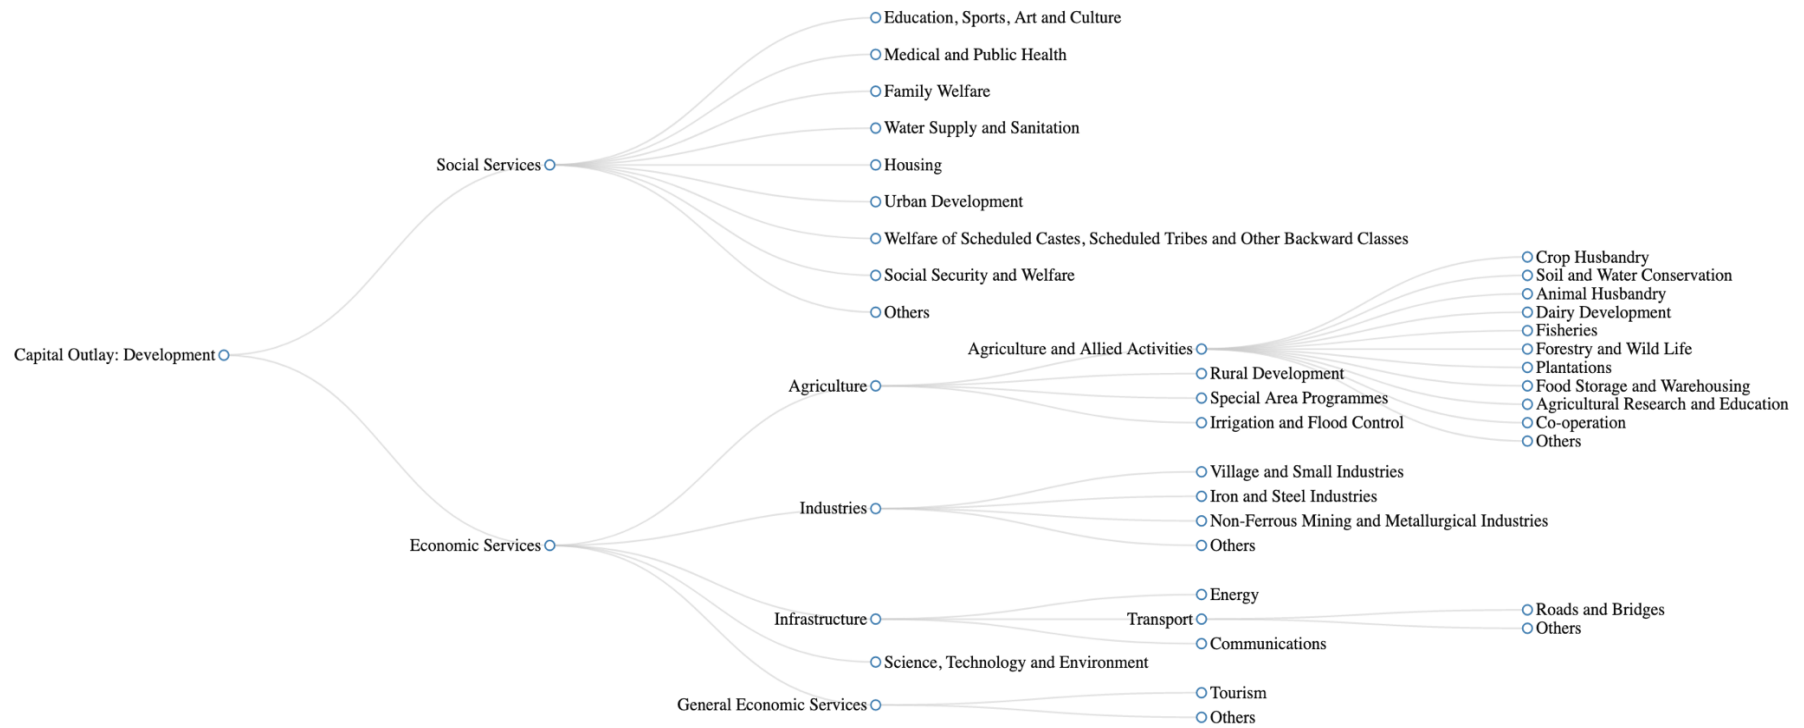 Capital Outlay: Development
Social Services
Education, Sports, Art and Culture
Medical and Public Health
Family Welfare
Water Supply and Sanitation
Housing
Urban Development
Welfare of Scheduled Castes, Scheduled Tribes and Other Backward Classes
Social Security and Welfare
Others
Economic Services
Agriculture
Agriculture and Allied Activities
Crop Husbandry
Soil and Water Conservation
Animal Husbandry
Dairy Development
Fisheries
Forestry and Wild Life
Plantations
Food Storage and Warehousing
Agricultural Research and Education
Co-operation
Others
Rural Development
Special Area Programmes
Irrigation and Flood Control
Industries
Village and Small Industries
Iron and Steel Industries
Non-Ferrous Mining and Metallurgical Industries
Others
Infrastructure
Energy
Transport
Roads and Bridges
Others
Communications
Science, Technology and Environment
General Economic Services
Tourism
Others